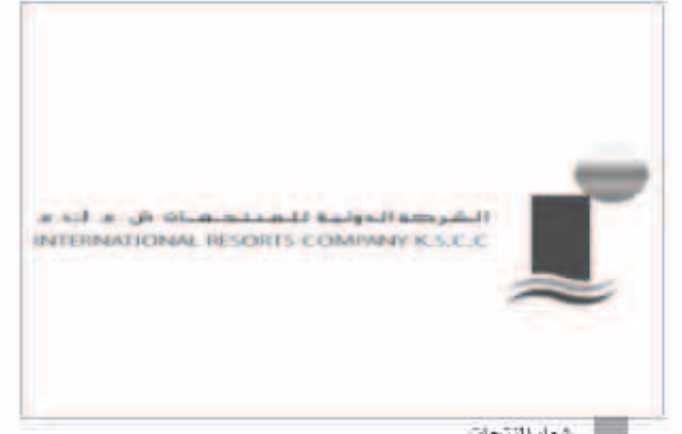 الشركة الدولية للمنتجعات ش. م. ك. م
INTERNATIONAL RESORTS COMPANY K.S.C.C